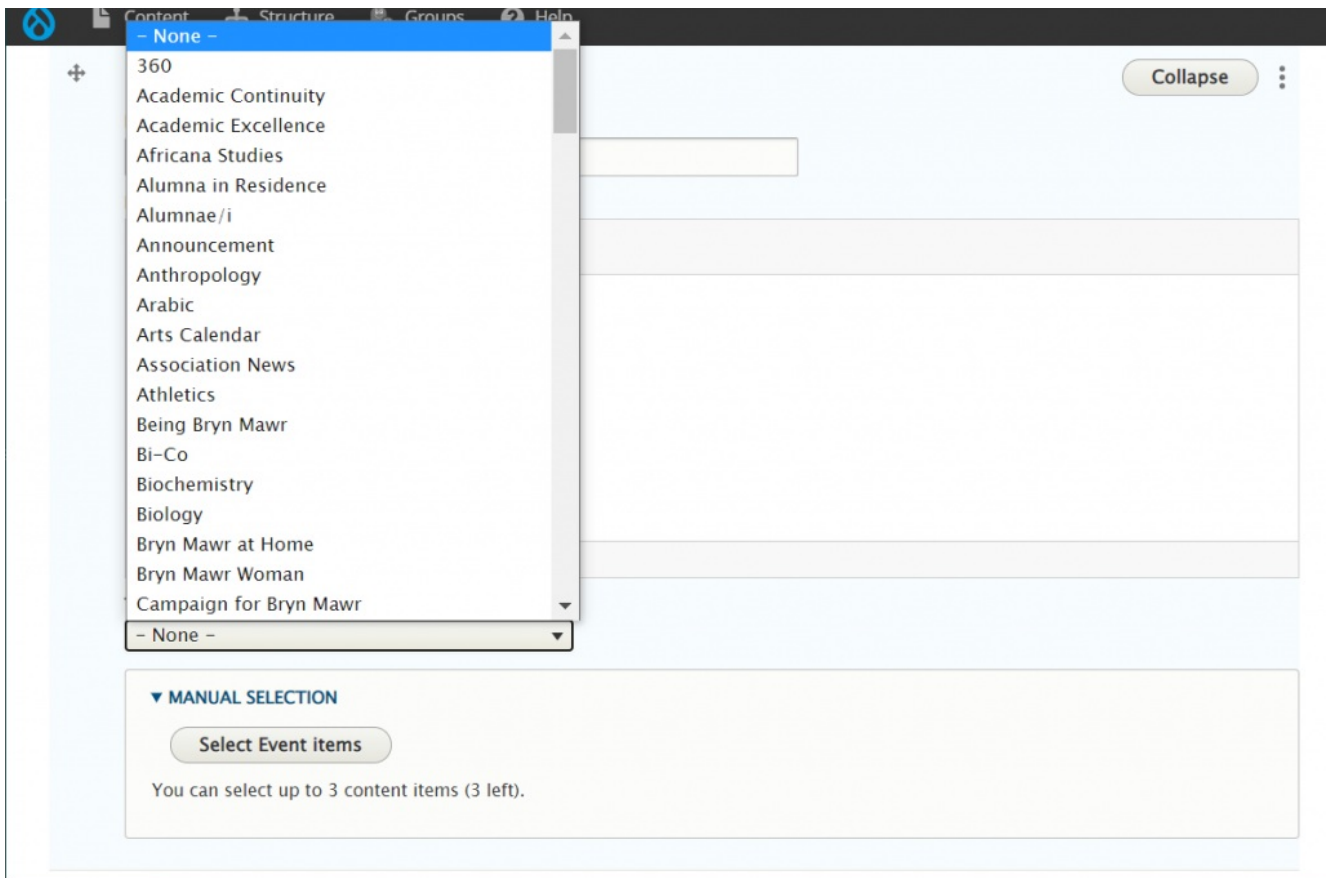 Content Structure Groups Help
– None –
360
Academic Continuity
Academic Excellence
Africana Studies
Alumna in Residence
Alumnae/i
Announcement
Anthropology
Arabic
Arts Calendar
Association News
Athletics
Being Bryn Mawr
Bi–Co
Biochemistry
Biology
Bryn Mawr at Home
Bryn Mawr Woman
Campaign for Bryn Mawr
– None –
Collapse
MANUAL SELECTION
Select Event items
You can select up to 3 content items (3 left).